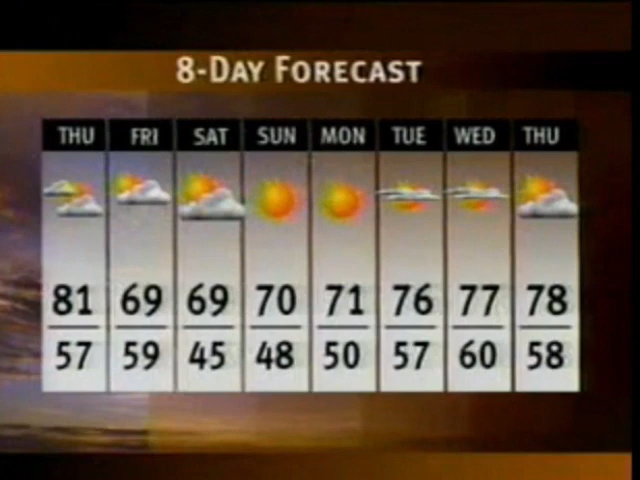 8-DAY FORECAST
THU FRI SAT SUN MON TUE WED THU
81 69 69 70 71 76 77 78
57 59 45 48 50 57 60 58